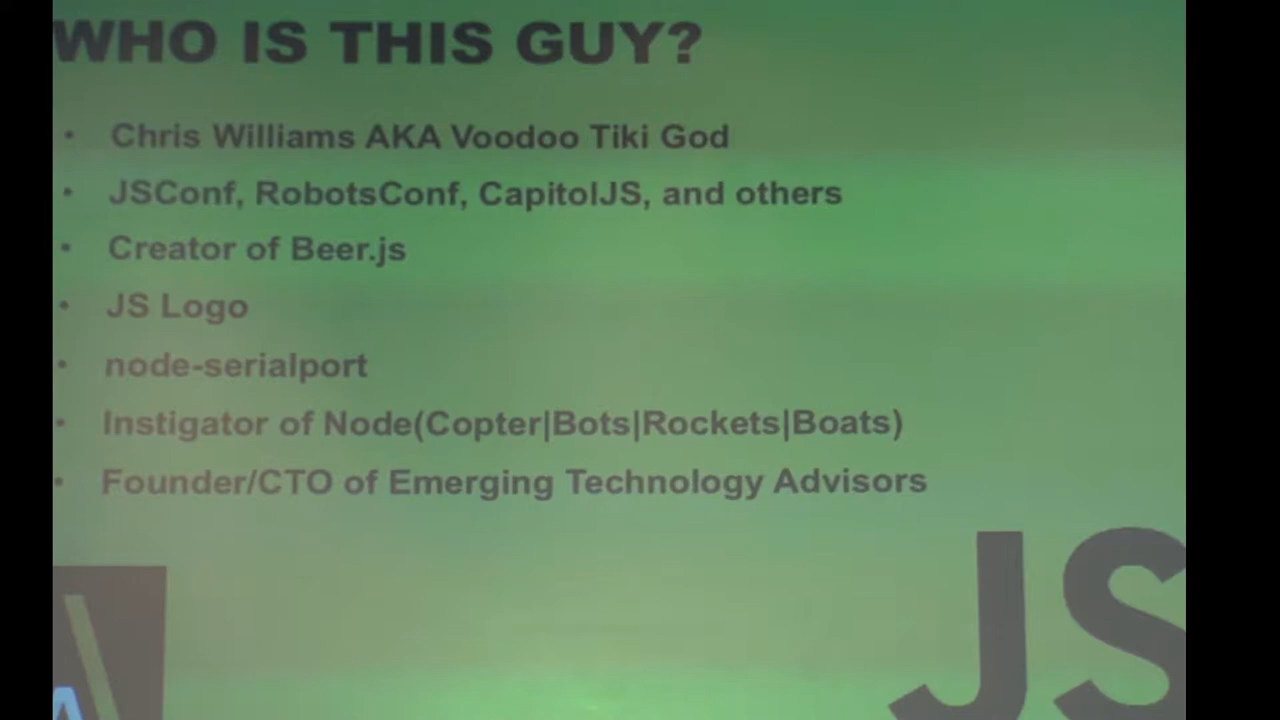 WHO IS THIS GUY?
• Chris Williams AKA Voodoo Tiki God
• JSConf, RobotsConf, CapitolJS, and others
• Creator of Beer.js
• JS Logo
• node-serialport
• Instigator of Node(Copter|Bots|Rockets|Boats)
• Founder/CTO of Emerging Technology Advisors
JS